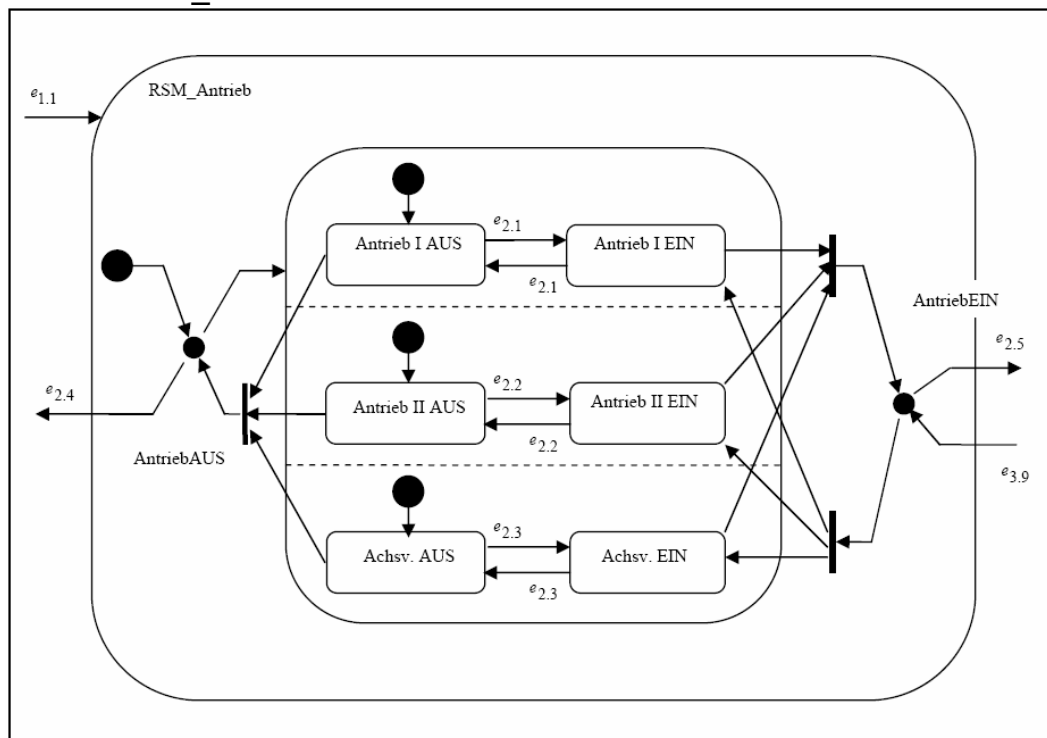 RSM_Antrieb
e1.1
Antrieb I AUS
e2.1
Antrieb I EIN
e2.1
AntriebEIN
e2.5
Antrieb II AUS
e2.2
Antrieb II EIN
e2.2
e2.4
AntriebAUS
e3.9
Achsv. AUS
e2.3
Achsv. EIN
e2.3